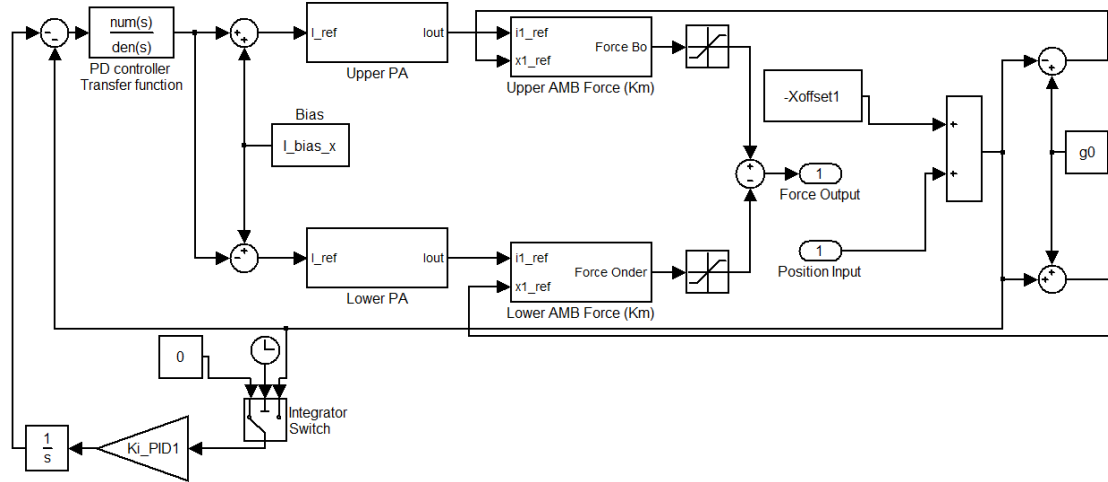 num(s)
den(s)
PD controller
Transfer function
I_ref
Iout
Upper PA
i1_ref
x1_ref
Force Bo
Upper AMB Force (Km)
-Xoffset1
Bias
I_bias_x
g0
1
Force Output
1
Position Input
I_ref
Iout
Lower PA
i1_ref
x1_ref
Force Onder
Lower AMB Force (Km)
0
Integrator
Switch
Ki_PID1
1
s